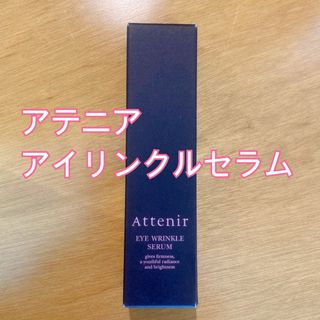 アテニア
アイリンクルセラム
Attenir
EYE WRINKLE
SERUM
gives firmness,
a youthful radiance
and brightness